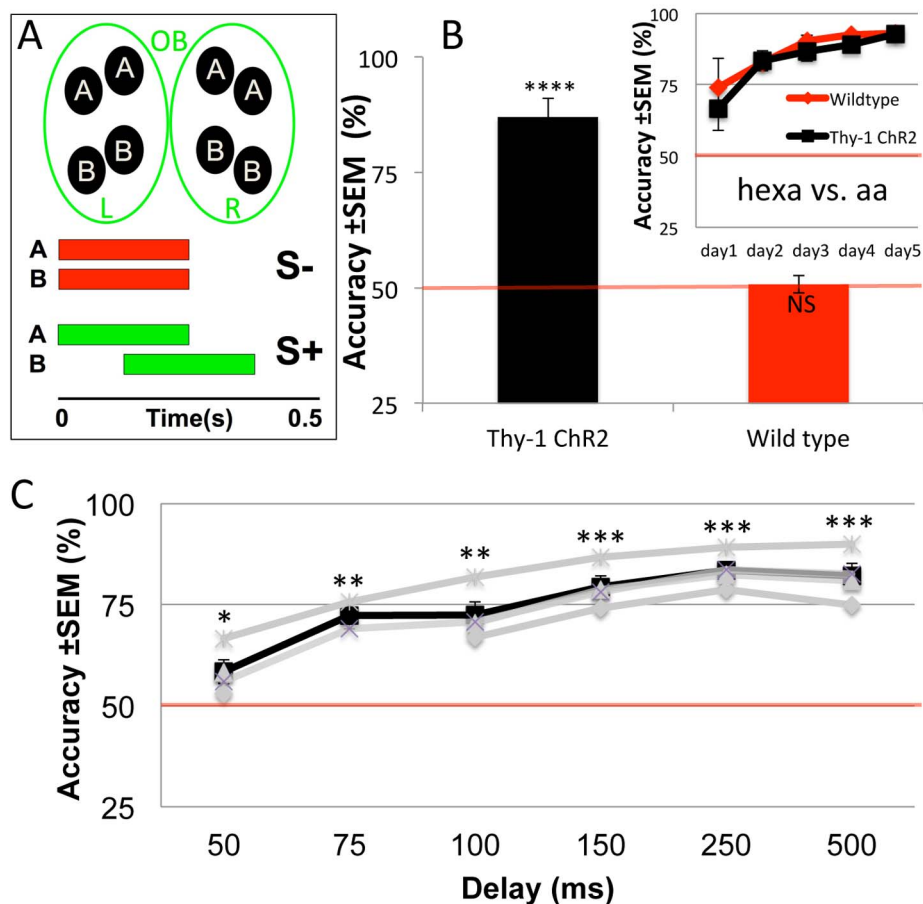 A
OB
A A A A
B B B B
L R
A
B
S-
A
B
S+
0 Time(s) 0.5
B
Accuracy ±SEM (%)
100
75
50
25
****
NS
Thy-1 ChR2 Wild type
Accuracy ±SEM (%)
100
75
50
25
Wildtype
Thy-1 ChR2
hexa vs. aa
day1 day2 day3 day4 day5
C
Accuracy ±SEM (%)
100
75
50
25
* ** ** *** *** ***
50 75 100 150 250 500
Delay (ms)